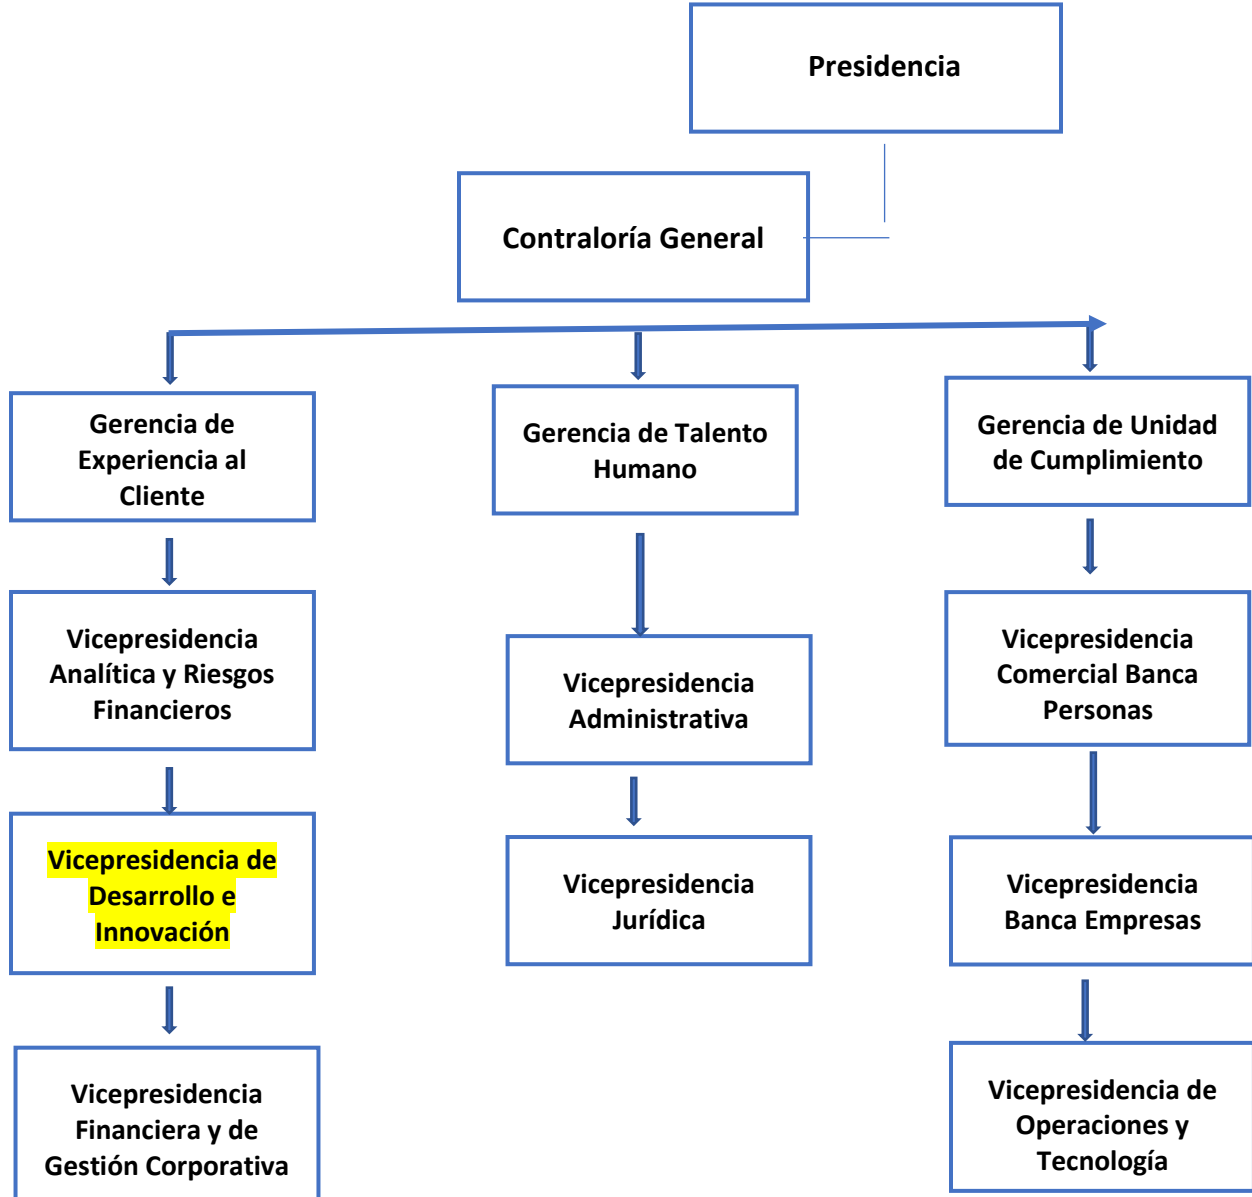 Presidencia
Contraloría General
Gerencia de
Experiencia al
Cliente
Gerencia de Talento
Humano
Gerencia de Unidad
de Cumplimiento
Vicepresidencia
Analítica y Riesgos
Financieros
Vicepresidencia
Administrativa
Vicepresidencia
Comercial Banca
Personas
Vicepresidencia de
Desarrollo e
Innovación
Vicepresidencia
Jurídica
Vicepresidencia
Banca Empresas
Vicepresidencia
Financiera y de
Gestión Corporativa
Vicepresidencia de
Operaciones y
Tecnología